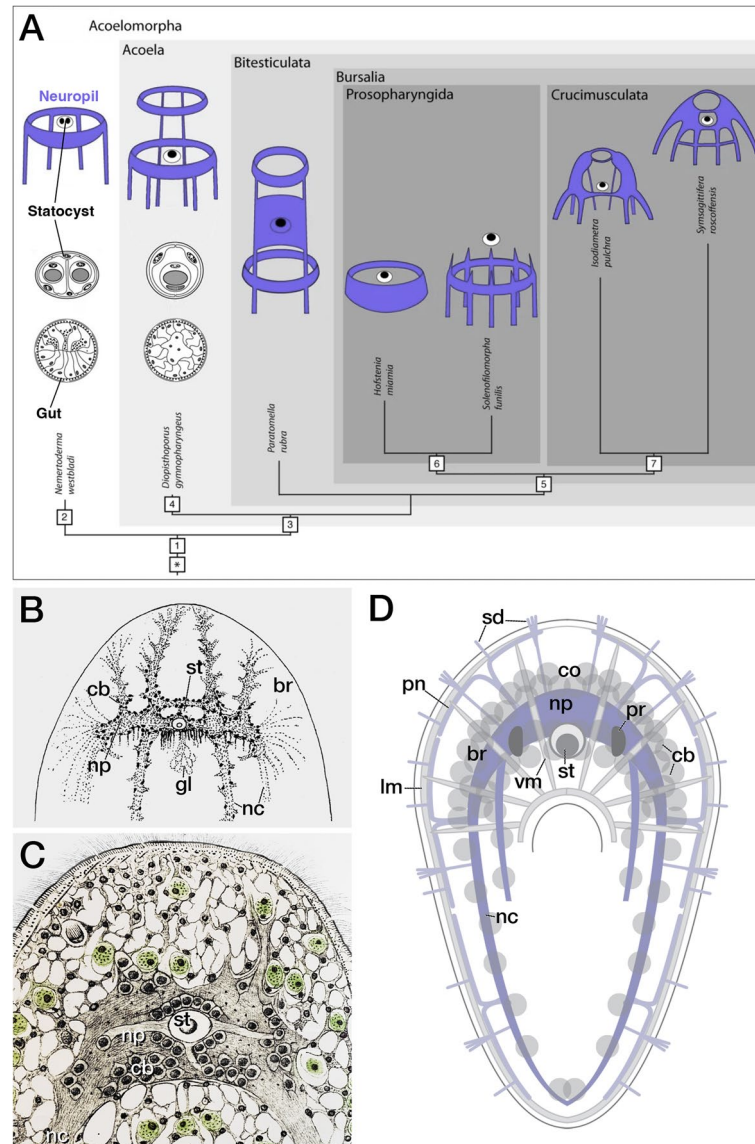 A
Acoelomorpha
Acoela
Bitesticulata
Bursalia
Prosopharyngida
Crucimusculata
Neuropil
Statocyst
Gut
Nemertoderma
westbladi
Diopisthoporus
gymnopharyngeus
Paratomella
rubra
Hofstenia
miamia
Solenofilomorpha
funilis
Isodiametra
pulchra
Symsagittifera
roscoffensis
6
7
5
4
3
2
1
*
B
st
cb
br
np
gl
nc
C
st
np
cb
nc
D
sd
co
pn
np
pr
br
cb
lm
vm
st
nc